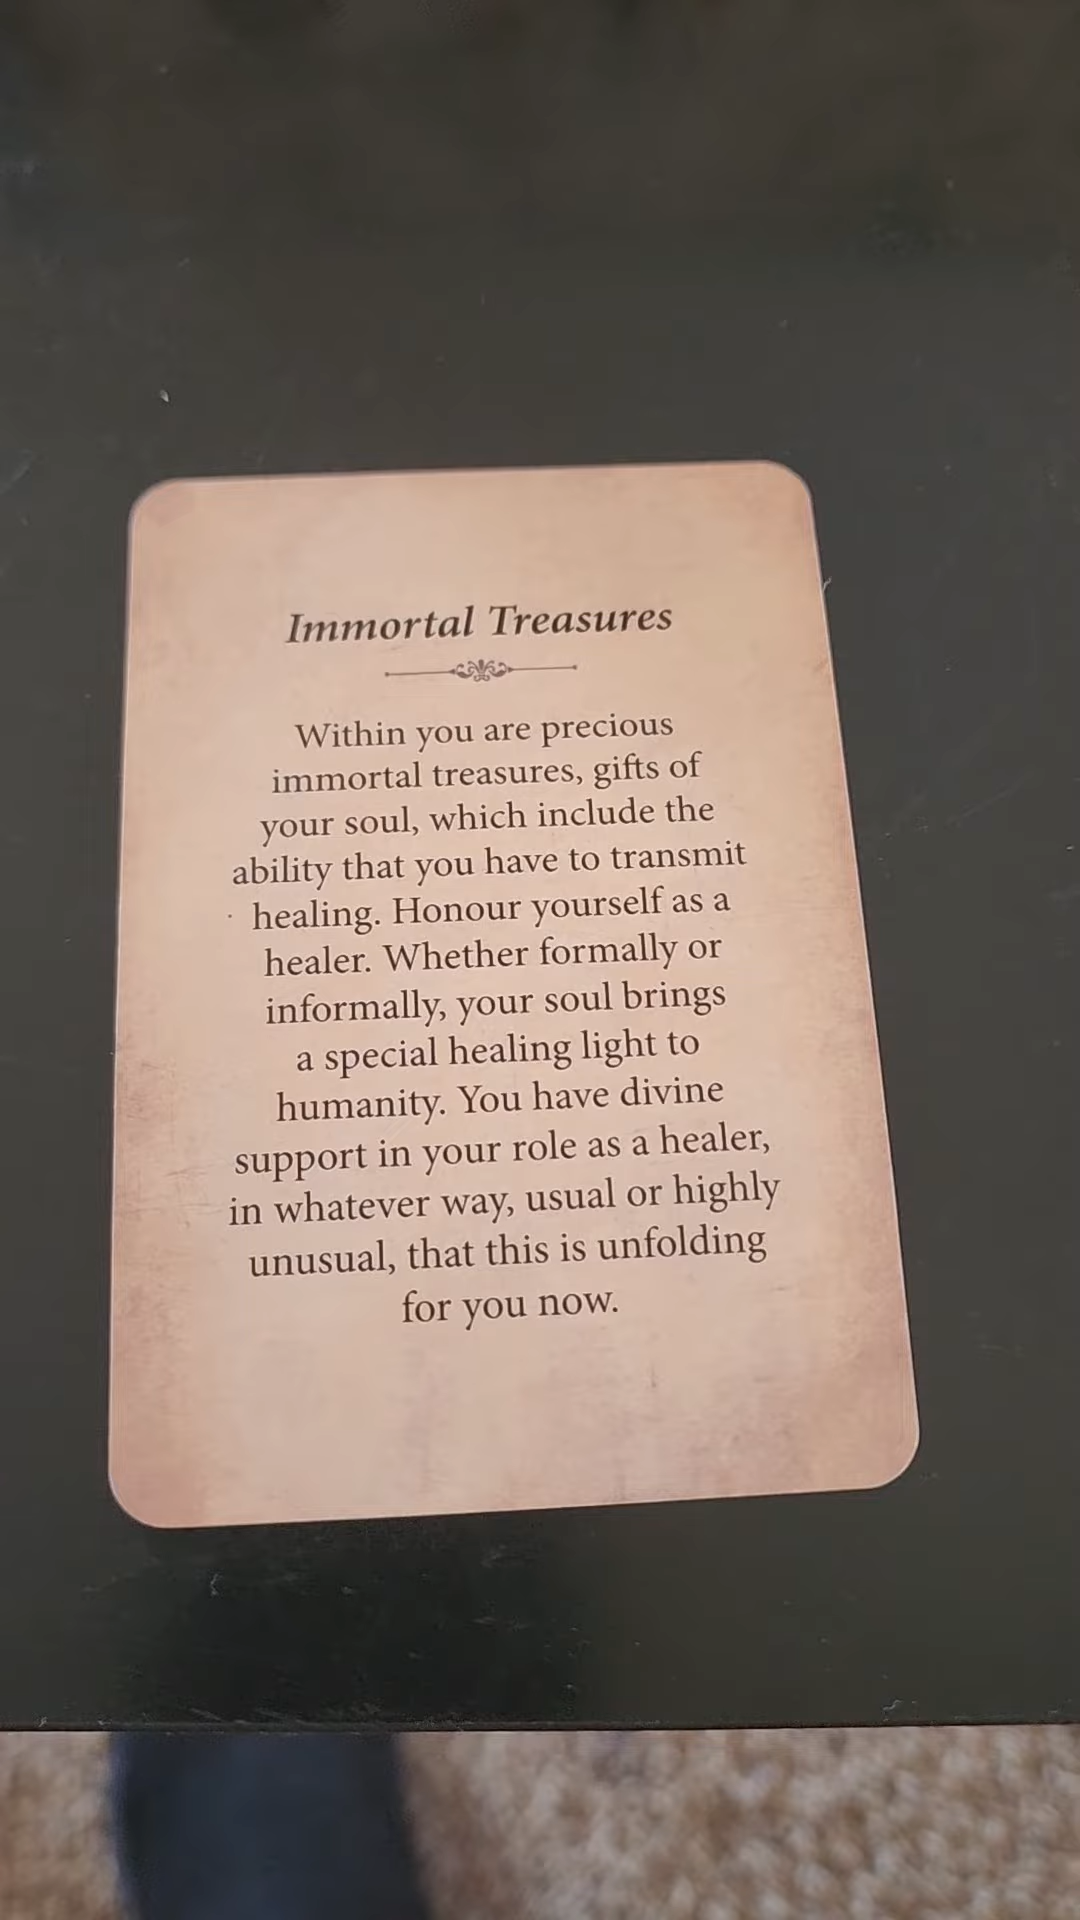 Immortal Treasures
Within you are precious
immortal treasures, gifts of
your soul, which include the
ability that you have to transmit
healing. Honour yourself as a
healer. Whether formally or
informally, your soul brings
a special healing light to
humanity. You have divine
support in your role as a healer,
in whatever way, usual or highly
unusual, that this is unfolding
for you now.